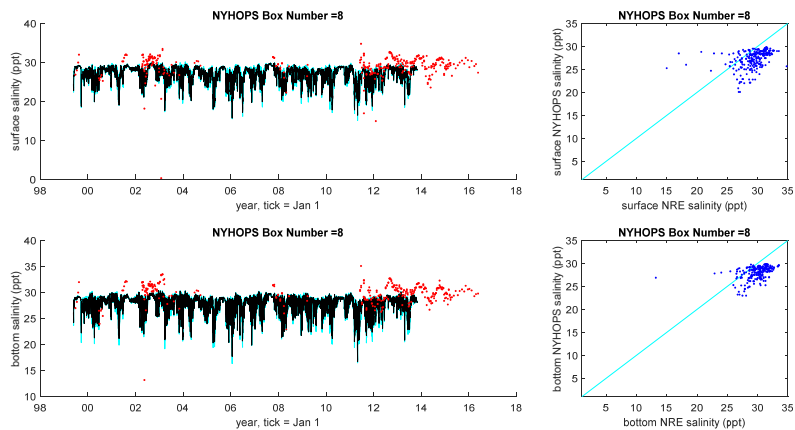 NYHOPS Box Number =8
40
30
20
10
0
surface salinity (ppt)
98 00 02 04 06 08 10 12 14 16 18
year, tick = Jan 1
NYHOPS Box Number =8
35
30
25
20
15
10
5
surface NYHOPS salinity (ppt)
5 10 15 20 25 30 35
surface NRE salinity (ppt)
NYHOPS Box Number =8
40
35
30
25
20
15
10
bottom salinity (ppt)
98 00 02 04 06 08 10 12 14 16 18
year, tick = Jan 1
NYHOPS Box Number =8
35
30
25
20
15
10
5
bottom NYHOPS salinity (ppt)
5 10 15 20 25 30 35
bottom NRE salinity (ppt)